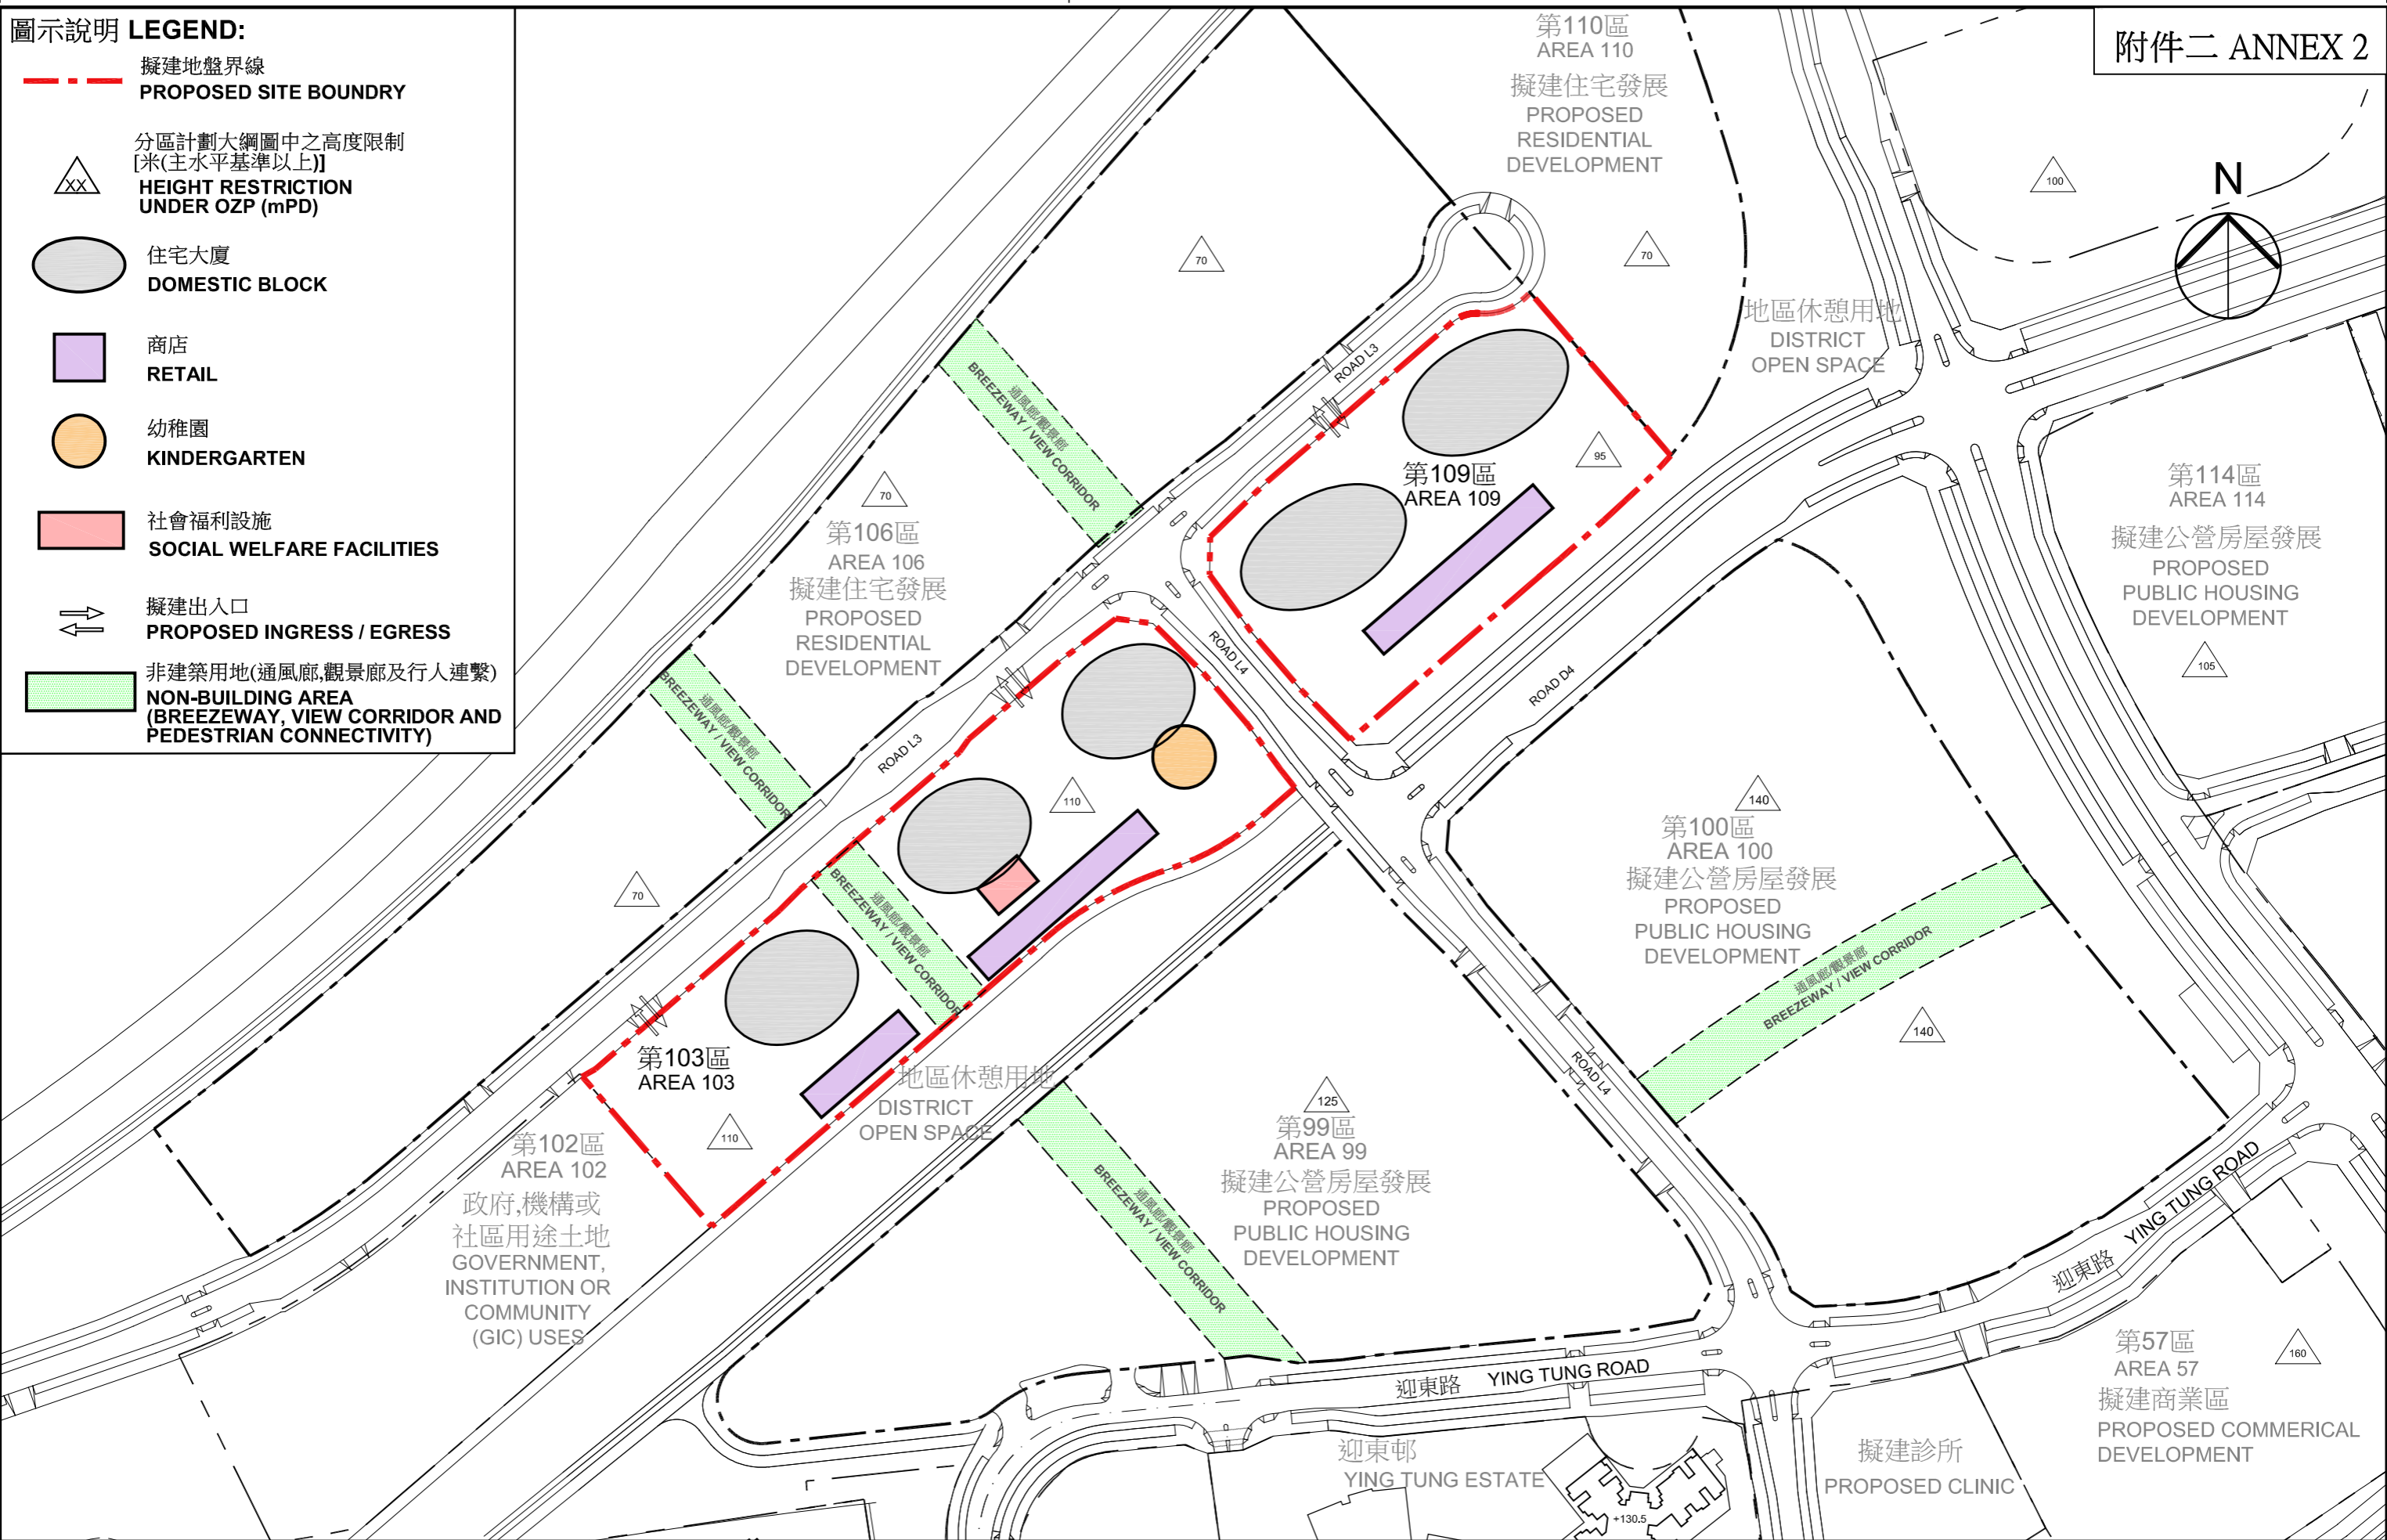 圖示說明 LEGEND:
擬建地盤界線
PROPOSED SITE BOUNDRY
XX
分區計劃大綱圖中之高度限制
[米(主水平基準以上)]
HEIGHT RESTRICTION
UNDER OZP (mPD)
住宅大廈
DOMESTIC BLOCK
商店
RETAIL
幼稚園
KINDERGARTEN
社會福利設施
SOCIAL WELFARE FACILITIES
擬建出入口
PROPOSED INGRESS / EGRESS
非建築用地(通風廊,觀景廊及行人連繫)
NON-BUILDING AREA
(BREEZEWAY, VIEW CORRIDOR AND
PEDESTRIAN CONNECTIVITY)
附件二 ANNEX 2
N
第110區
AREA 110
擬建住宅發展
PROPOSED
RESIDENTIAL
DEVELOPMENT
100
70
70
地區休憩用地
DISTRICT
OPEN SPACE
ROAD L3
通風廊/觀景廊
BREEZEWAY / VIEW CORRIDOR
95
第109區
AREA 109
70
第106區
AREA 106
擬建住宅發展
PROPOSED
RESIDENTIAL
DEVELOPMENT
第114區
AREA 114
擬建公營房屋發展
PROPOSED
PUBLIC HOUSING
DEVELOPMENT
105
ROAD L4
ROAD D4
通風廊/觀景廊
BREEZEWAY / VIEW CORRIDOR
ROAD L3
110
140
第100區
AREA 100
擬建公營房屋發展
PROPOSED
PUBLIC HOUSING
DEVELOPMENT
70
通風廊/觀景廊
BREEZEWAY / VIEW CORRIDOR
通風廊/觀景廊
BREEZEWAY / VIEW CORRIDOR
140
第103區
AREA 103
110
地區休憩用地
DISTRICT
OPEN SPACE
ROAD L4
125
第99區
AREA 99
擬建公營房屋發展
PROPOSED
PUBLIC HOUSING
DEVELOPMENT
第102區
AREA 102
政府,機構或
社區用途土地
GOVERNMENT,
INSTITUTION OR
COMMUNITY
(GIC) USES
通風廊/觀景廊
BREEZEWAY / VIEW CORRIDOR
迎東路 YING TUNG ROAD
迎東路 YING TUNG ROAD
第57區
AREA 57
擬建商業區
PROPOSED COMMERICAL
DEVELOPMENT
160
迎東邨
YING TUNG ESTATE
+130.5
擬建診所
PROPOSED CLINIC